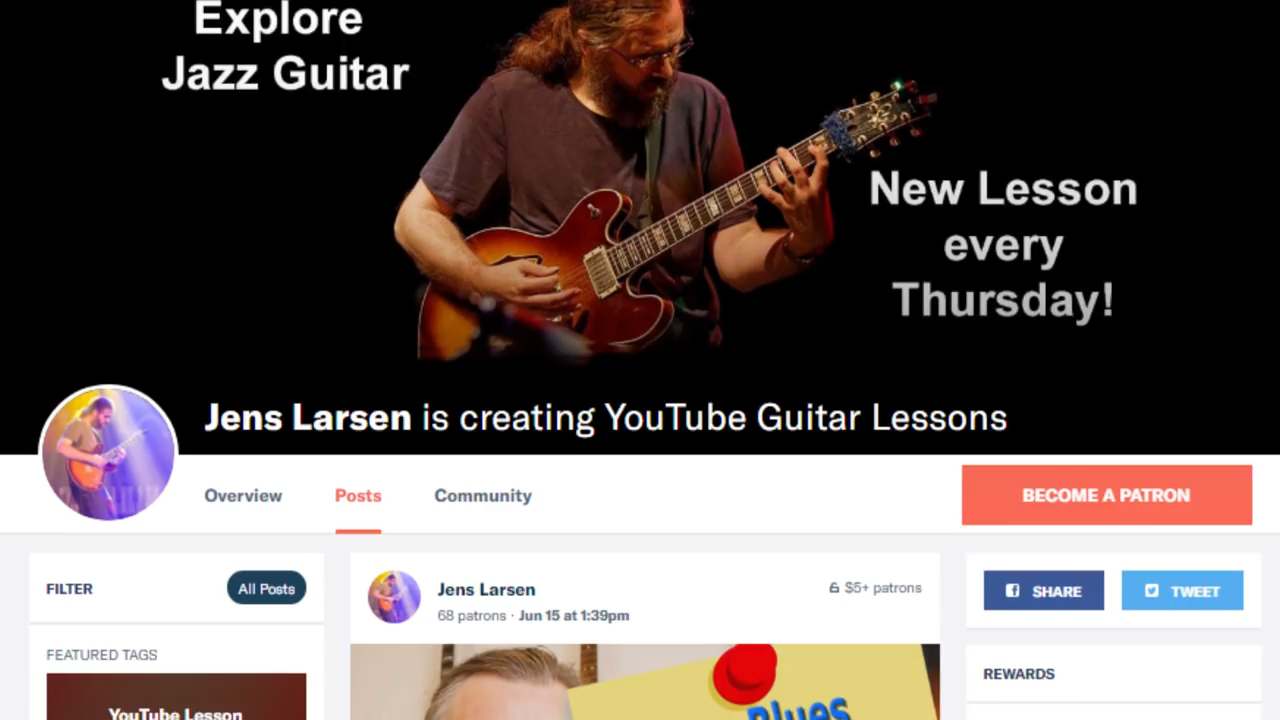 Explore
Jazz Guitar
New Lesson
every
Thursday!
Jens Larsen is creating YouTube Guitar Lessons
Overview
Posts
Community
BECOME A PATRON
FILTER
All Posts
Jens Larsen
$5+ patrons
68 patrons · Jun 15 at 1:39pm
SHARE
TWEET
FEATURED TAGS
REWARDS
YouTube Lesson
Blues